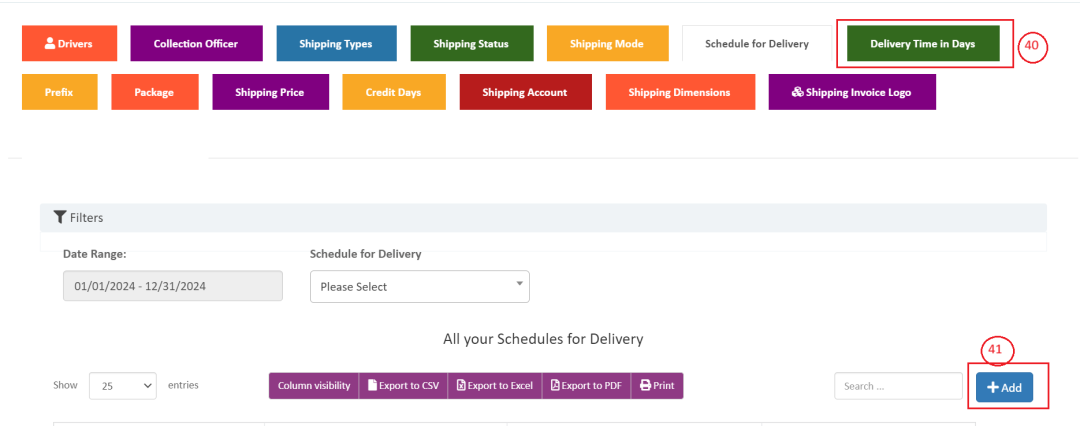 Drivers Collection Officer Shipping Types Shipping Status Shipping Mode Schedule for Delivery Delivery Time in Days 40
Prefix Package Shipping Price Credit Days Shipping Account Shipping Dimensions Shipping Invoice Logo
Filters
Date Range: Schedule for Delivery
01/01/2024 - 12/31/2024 Please Select
All your Schedules for Delivery
41
Show 25 entries Column visibility Export to CSV Export to Excel Export to PDF Print Search ... Add